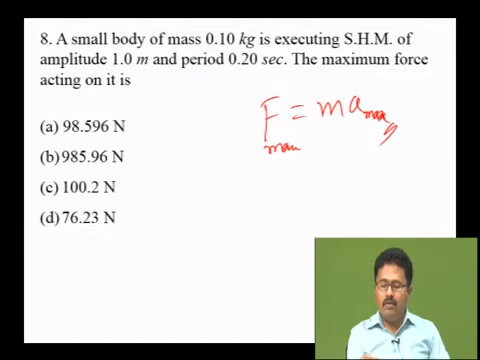 8. A small body of mass 0.10 kg is executing S.H.M. of
amplitude 1.0 m and period 0.20 sec. The maximum force
acting on it is
F max = m a max
(a) 98.596 N
(b) 985.96 N
(c) 100.2 N
(d) 76.23 N